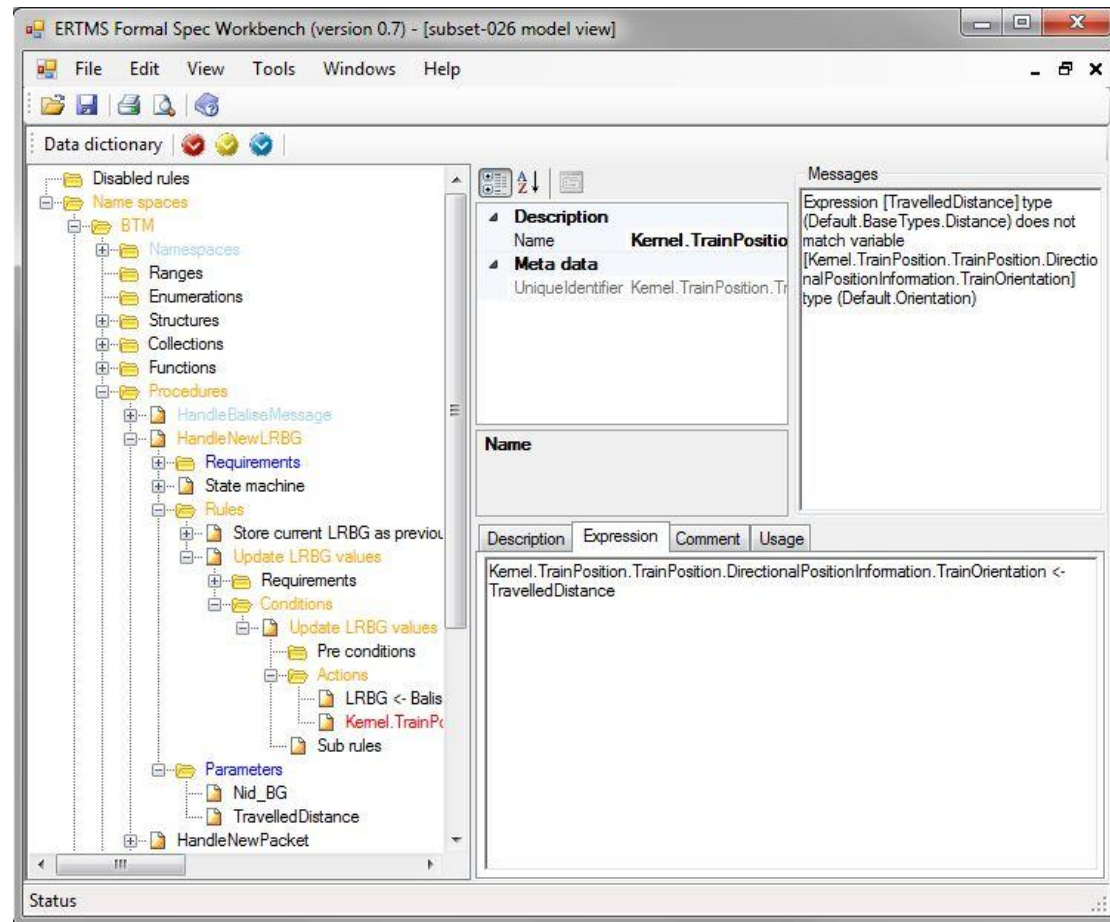 ERTMS Formal Spec Workbench (version 0.7) - [subset-026 model view]
File Edit View Tools Windows Help
Data dictionary
Disabled rules
Name spaces
BTM
Namespaces
Ranges
Enumerations
Structures
Collections
Functions
Procedures
HandleBaliseMessage
HandleNewLRBG
Requirements
State machine
Rules
Store current LRBG as previou
Update LRBG values
Requirements
Conditions
Update LRBG values
Pre conditions
Actions
LRBG <- Balis
Kernel.TrainPo
Sub rules
Parameters
Nid_BG
TravelledDistance
HandleNewPacket
Description
Name Kernel.TrainPositio
Meta data
UniqueIdentifier Kernel.TrainPosition.Tr
Name
Messages
Expression [TravelledDistance] type
(Default.BaseTypes.Distance) does not
match variable
[Kernel.TrainPosition.TrainPosition.Directio
nalPositionInformation.TrainOrientation]
type (Default.Orientation)
Description Expression Comment Usage
Kernel.TrainPosition.TrainPosition.DirectionalPositionInformation.TrainOrientation <-
TravelledDistance
Status